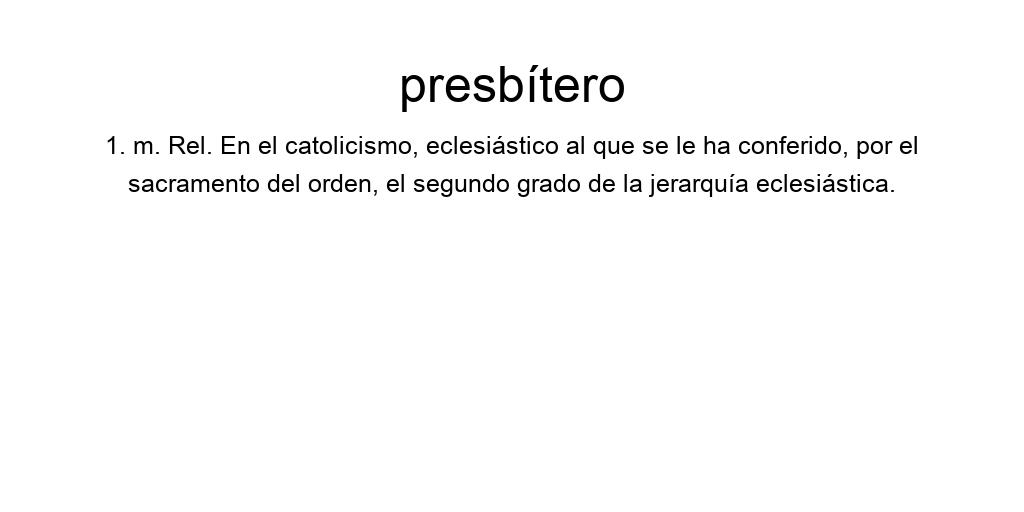 presbítero
1. m. Rel. En el catolicismo, eclesiástico al que se le ha conferido, por el
sacramento del orden, el segundo grado de la jerarquía eclesiástica.